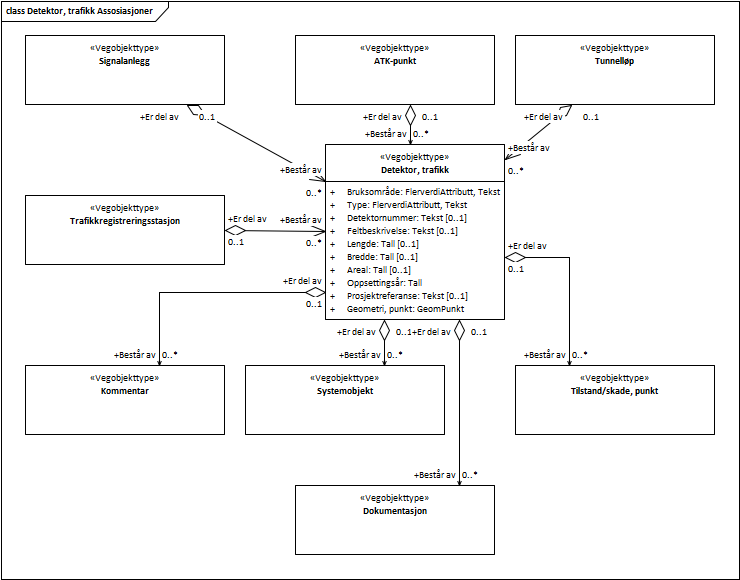 class Detektor, trafikk Assosiasjoner
«Vegobjekttype»
Signalanlegg
«Vegobjekttype»
ATK-punkt
«Vegobjekttype»
Tunnelløp
+Er del av 0..1
+Er del av 0..1
+Er del av 0..1
+Består av 0..*
+Består av
0..*
+Består av
0..*
«Vegobjekttype»
Detektor, trafikk
+ Bruksområde: FlerverdiAttributt, Tekst
+ Type: FlerverdiAttributt, Tekst
+ Detektornummer: Tekst [0..1]
+ Feltbeskrivelse: Tekst [0..1]
+ Lengde: Tall [0..1]
+ Bredde: Tall [0..1]
+ Areal: Tall [0..1]
+ Oppsettingsår: Tall
+ Prosjektreferanse: Tekst [0..1]
+ Geometri, punkt: GeomPunkt
«Vegobjekttype»
Trafikkregistreringsstasjon
+Er del av
0..1
+Består av
0..*
+Er del av
0..1
+Er del av
0..1
+Er del av 0..1
+Er del av 0..1
+Består av 0..*
+Består av 0..*
+Består av 0..*
«Vegobjekttype»
Kommentar
«Vegobjekttype»
Systemobjekt
«Vegobjekttype»
Tilstand/skade, punkt
+Består av 0..*
«Vegobjekttype»
Dokumentasjon